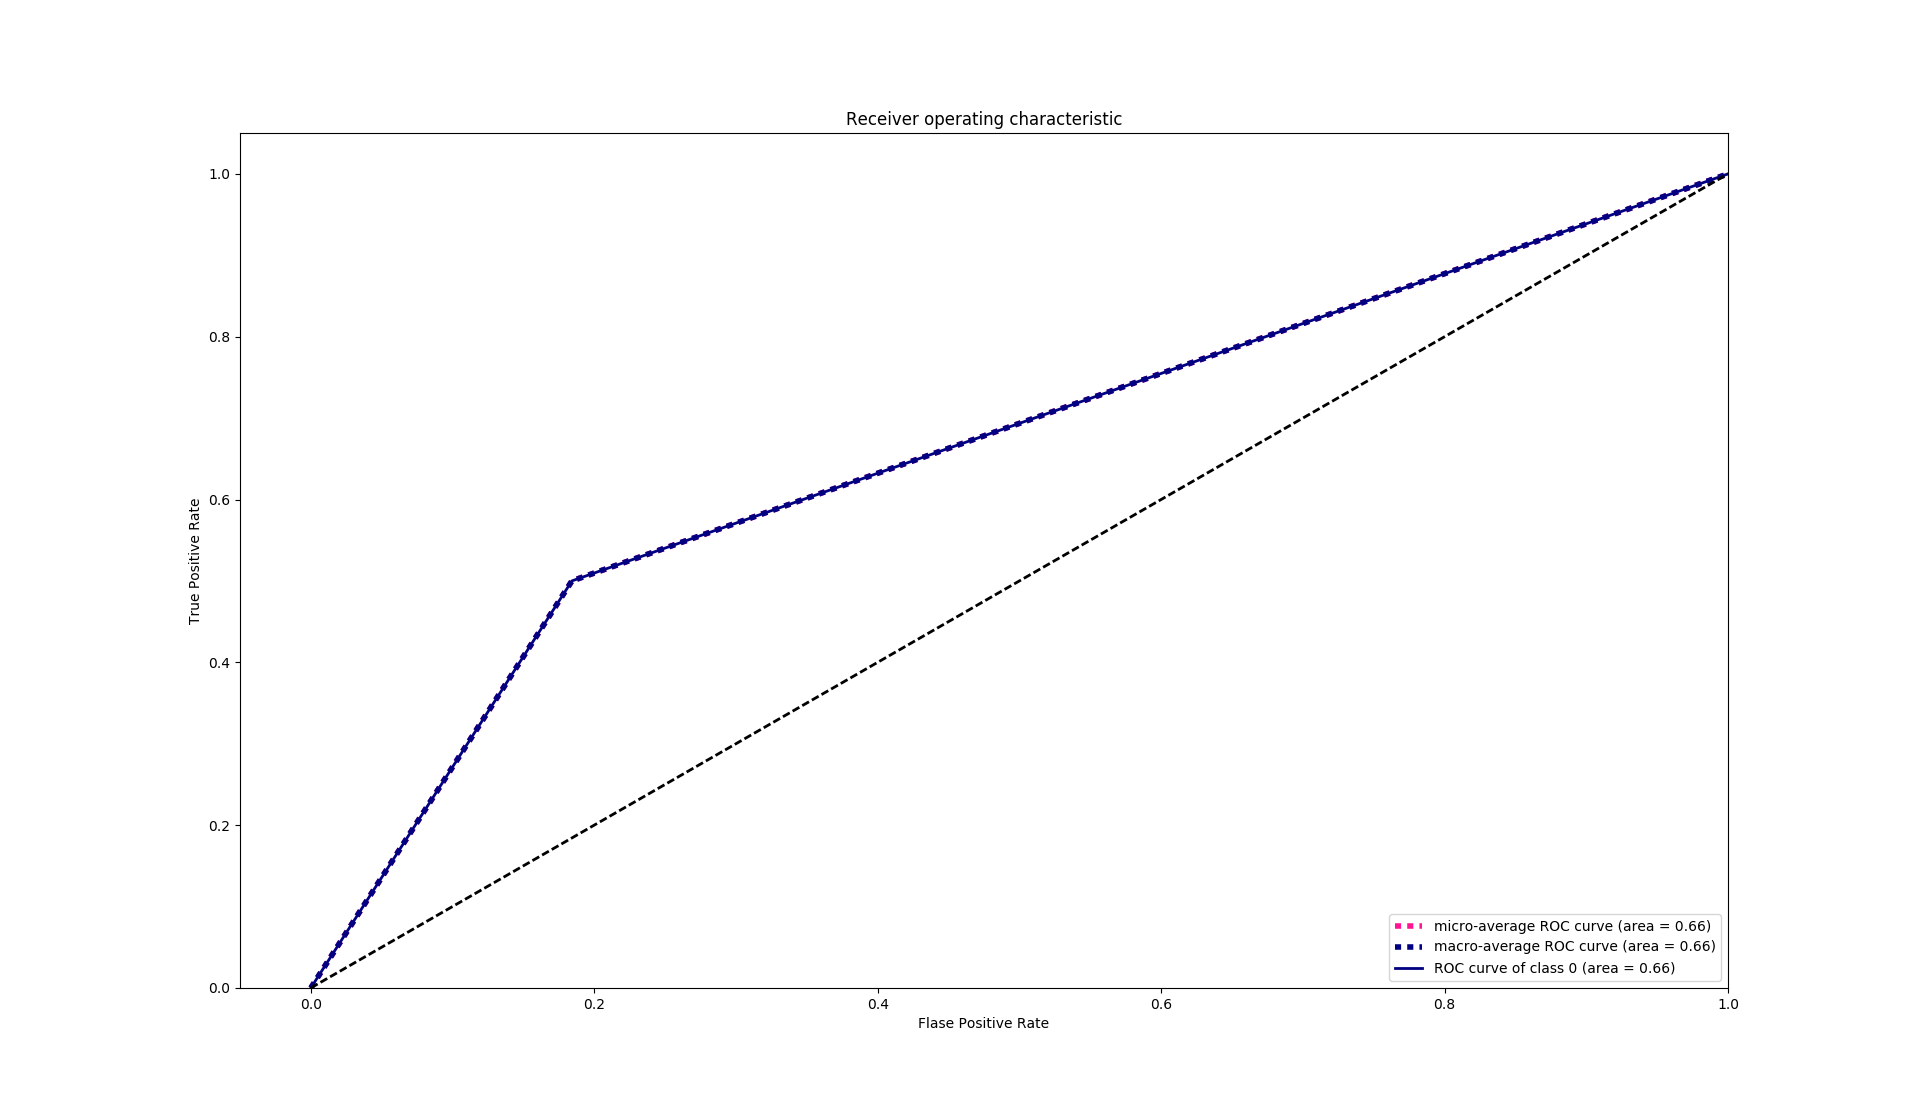 Receiver operating characteristic
1.0
0.8
0.6
0.4
0.2
0.0
True Positive Rate
0.0 0.2 0.4 0.6 0.8 1.0
Flase Positive Rate
micro-average ROC curve (area = 0.66)
macro-average ROC curve (area = 0.66)
ROC curve of class 0 (area = 0.66)